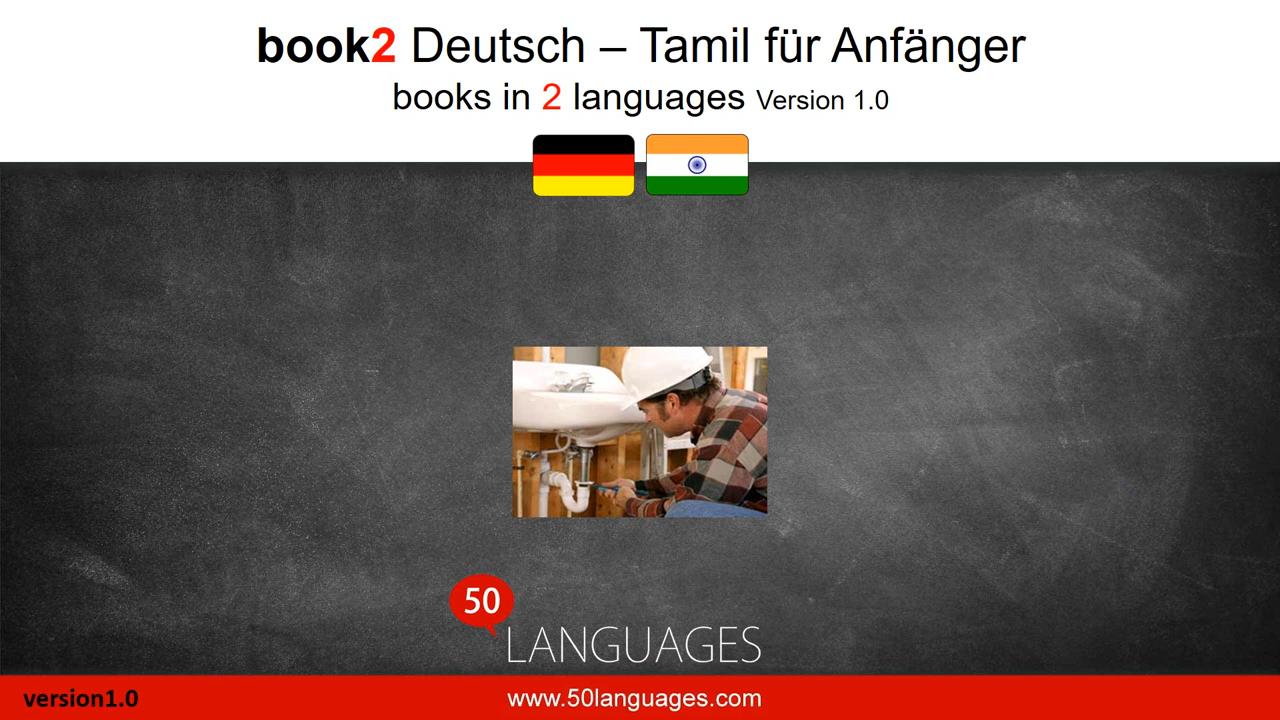 book2 Deutsch – Tamil für Anfänger
books in 2 languages Version 1.0
50
LANGUAGES
version1.0
www.50languages.com